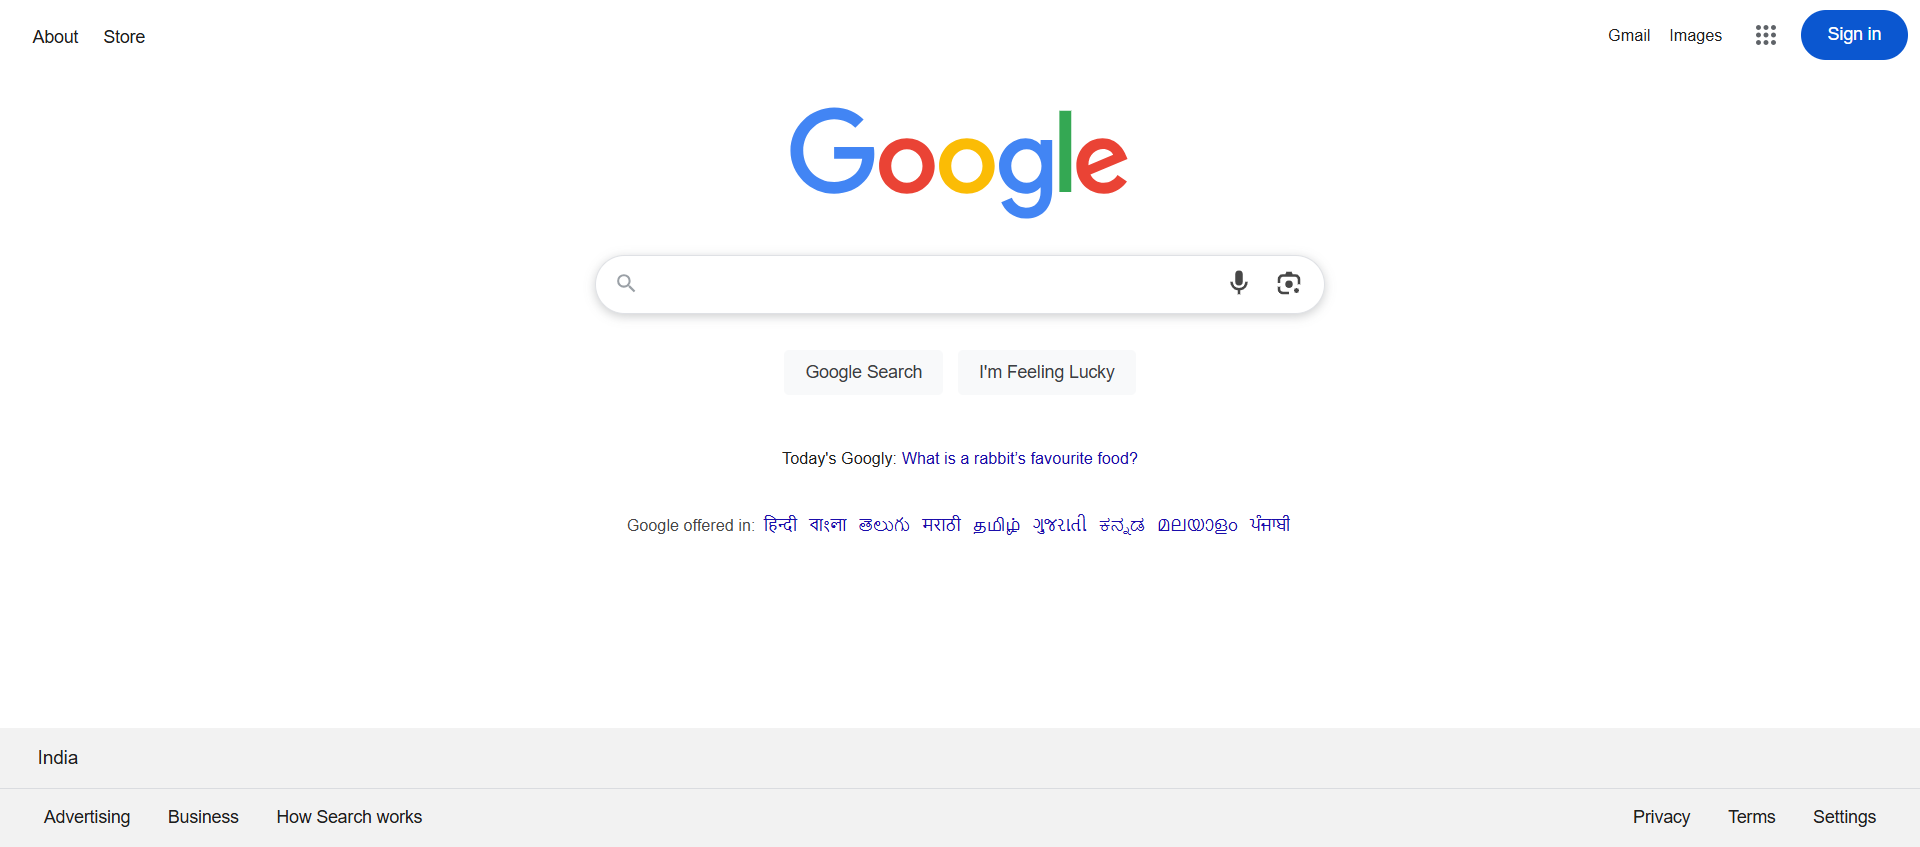 About Store Gmail Images Sign in
Google
Google Search I'm Feeling Lucky
Today's Googly: What is a rabbit’s favourite food?
Google offered in: हिन्दी বাংলা తెలుగు मराठी தமிழ் ગુજરાતી ಕನ್ನಡ മലയാളം ਪੰਜਾਬੀ
India
Advertising Business How Search works Privacy Terms Settings